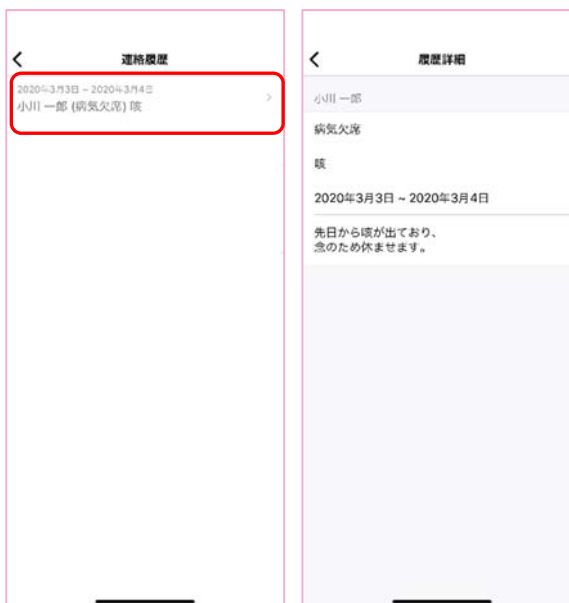 連絡履歴
2020年3月3日 ~ 2020年3月4日
小川 一郎 (病気欠席) 咳
履歴詳細
小川 一郎
病気欠席
咳
2020年3月3日 ~ 2020年3月4日
先日から咳が出ており、
念のため休ませます。